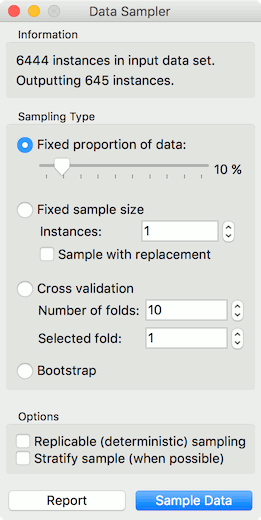 Data Sampler
Information
6444 instances in input data set.
Outputting 645 instances.
Sampling Type
Fixed proportion of data:
10 %
Fixed sample size
Instances: 1
Sample with replacement
Cross validation
Number of folds: 10
Selected fold: 1
Bootstrap
Options
Replicable (deterministic) sampling
Stratify sample (when possible)
Report Sample Data